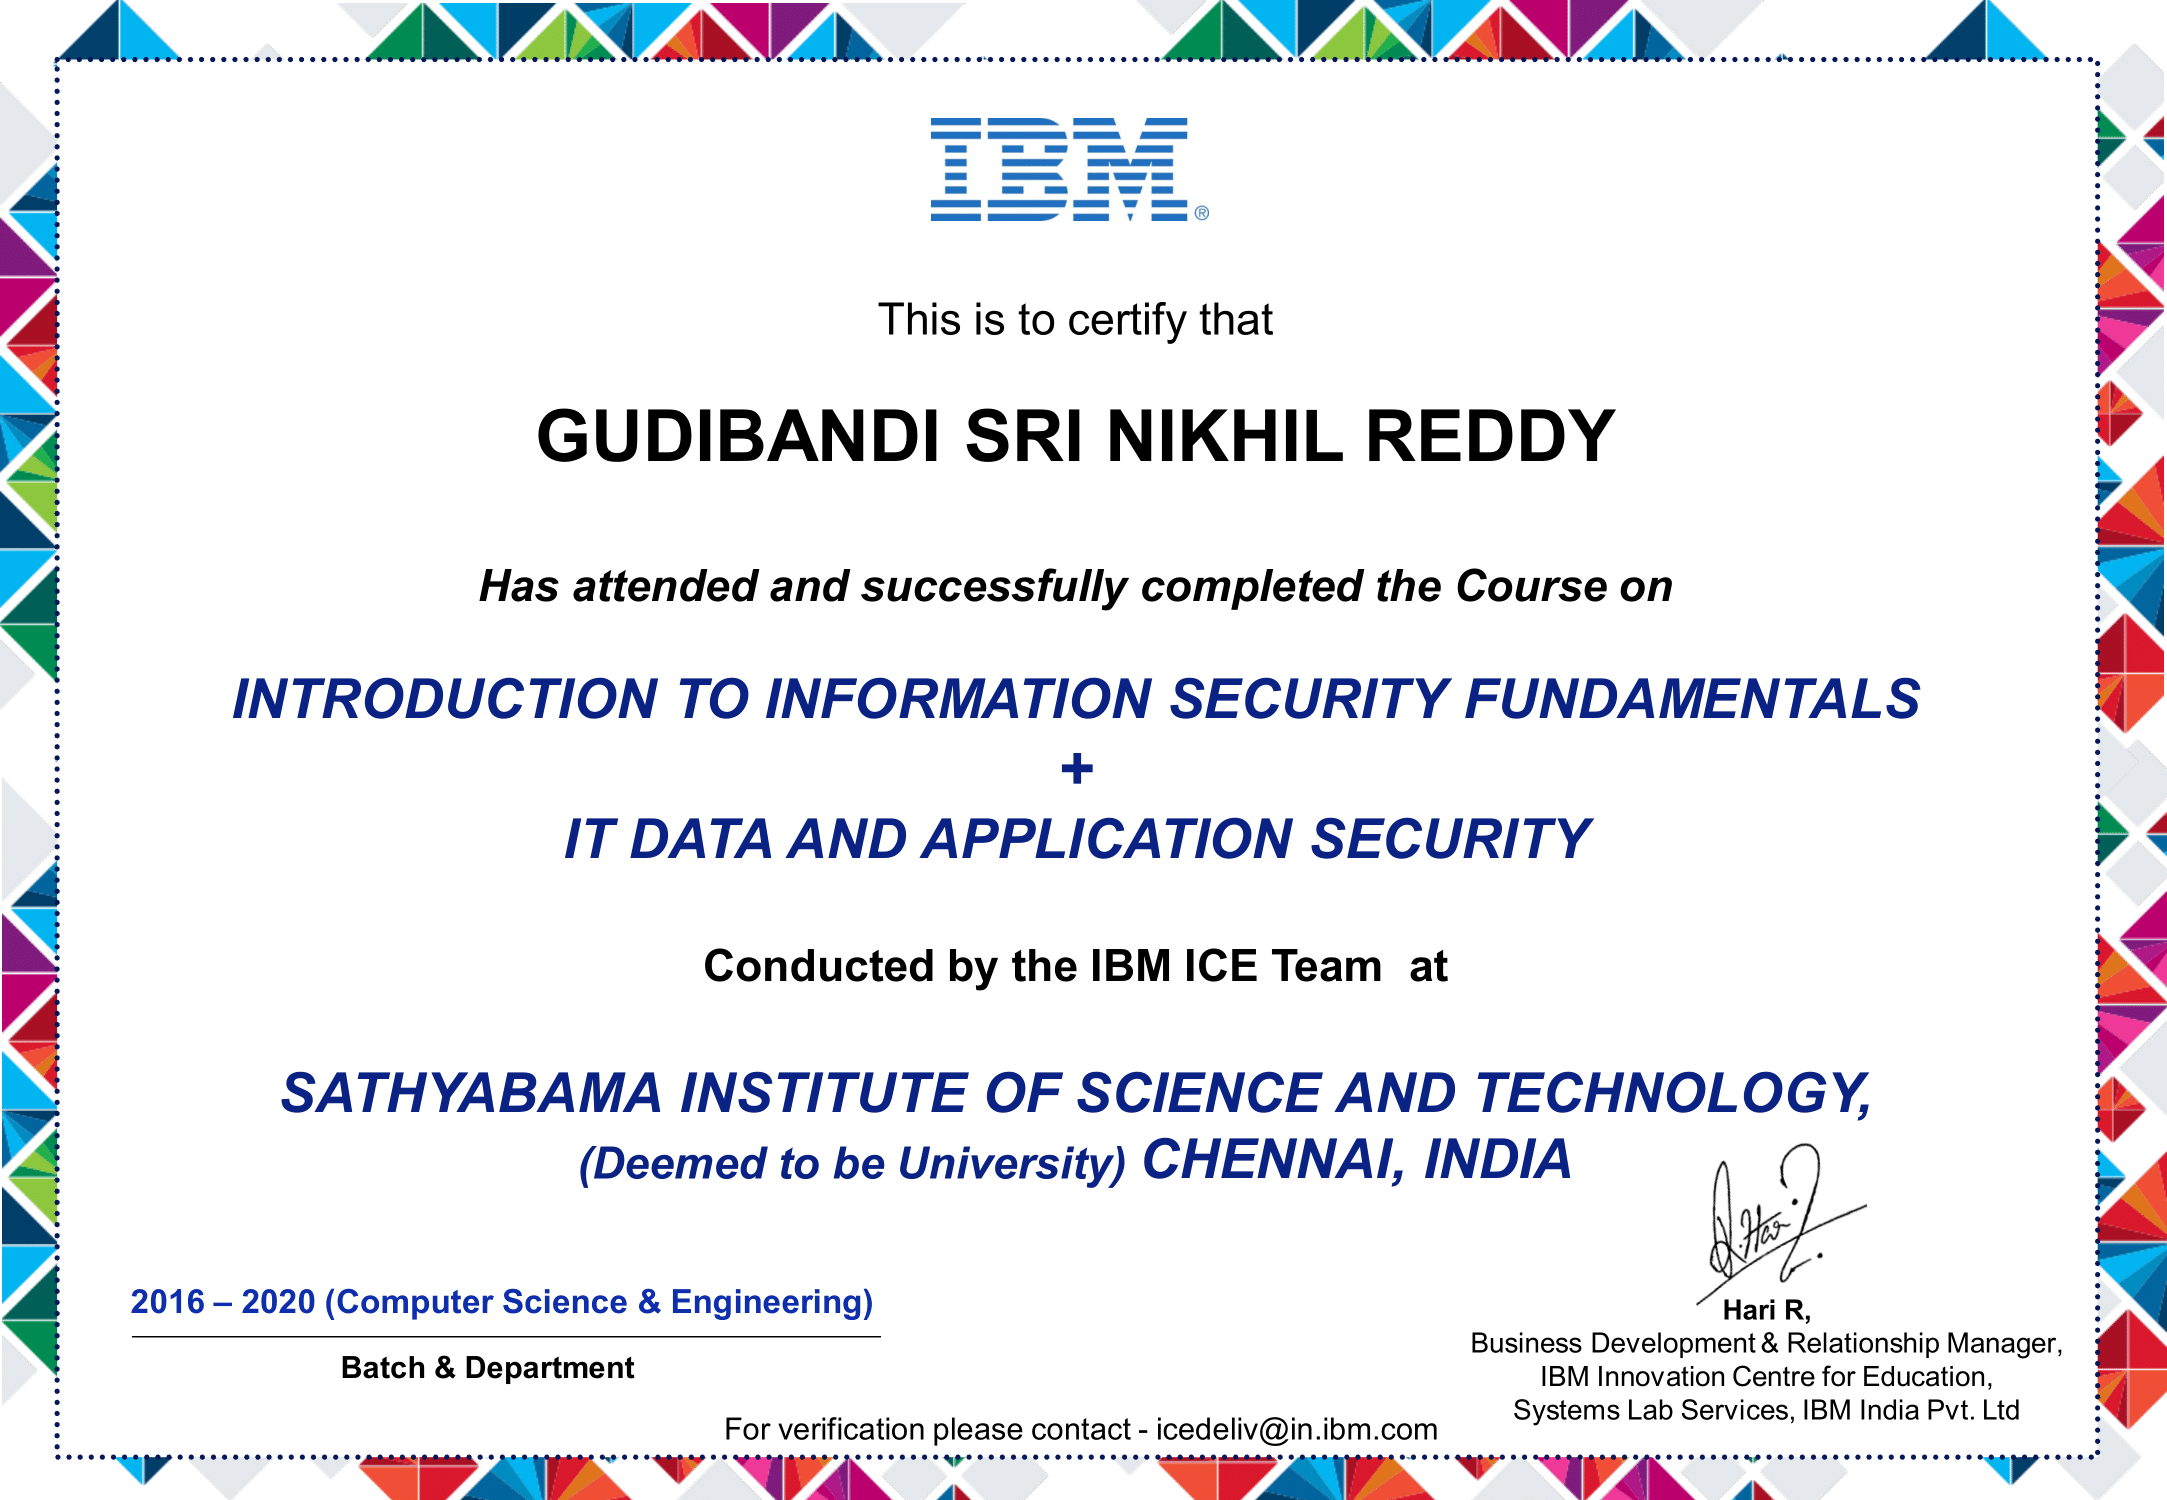 IBM®
This is to certify that
GUDIBANDI SRI NIKHIL REDDY
Has attended and successfully completed the Course on
INTRODUCTION TO INFORMATION SECURITY FUNDAMENTALS
+
IT DATA AND APPLICATION SECURITY
Conducted by the IBM ICE Team at
SATHYABAMA INSTITUTE OF SCIENCE AND TECHNOLOGY,
(Deemed to be University) CHENNAI, INDIA
2016 – 2020 (Computer Science & Engineering)
Batch & Department
Hari R,
Business Development & Relationship Manager,
IBM Innovation Centre for Education,
Systems Lab Services, IBM India Pvt. Ltd
For verification please contact - icedeliv@in.ibm.com